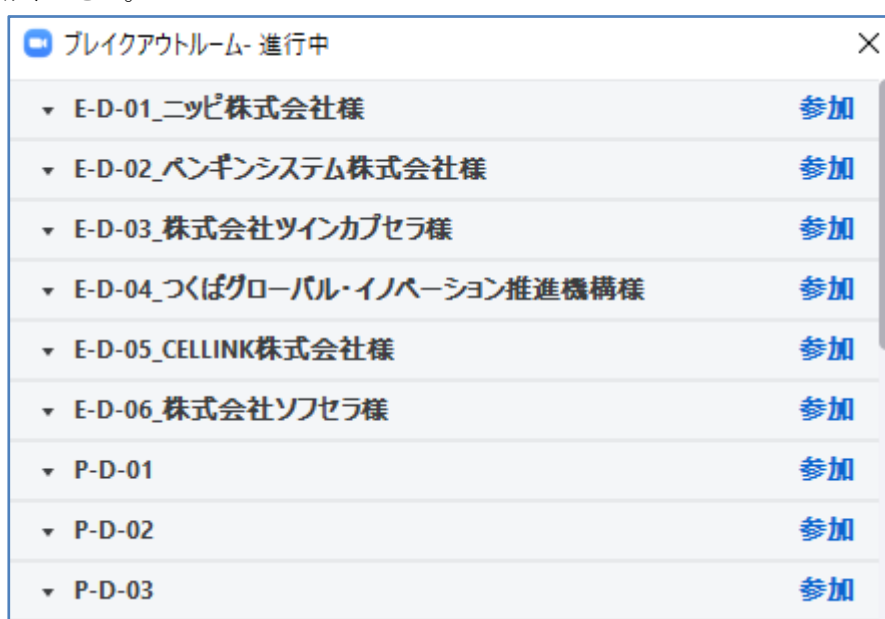 ブレイクアウトルーム- 進行中
E-D-01_ニッピ株式会社様 参加
E-D-02_ペンギンシステム株式会社様 参加
E-D-03_株式会社ツインカプセラ様 参加
E-D-04_つくばグローバル・イノベーション推進機構様 参加
E-D-05_CELLINK株式会社様 参加
E-D-06_株式会社ソフセラ様 参加
P-D-01 参加
P-D-02 参加
P-D-03 参加